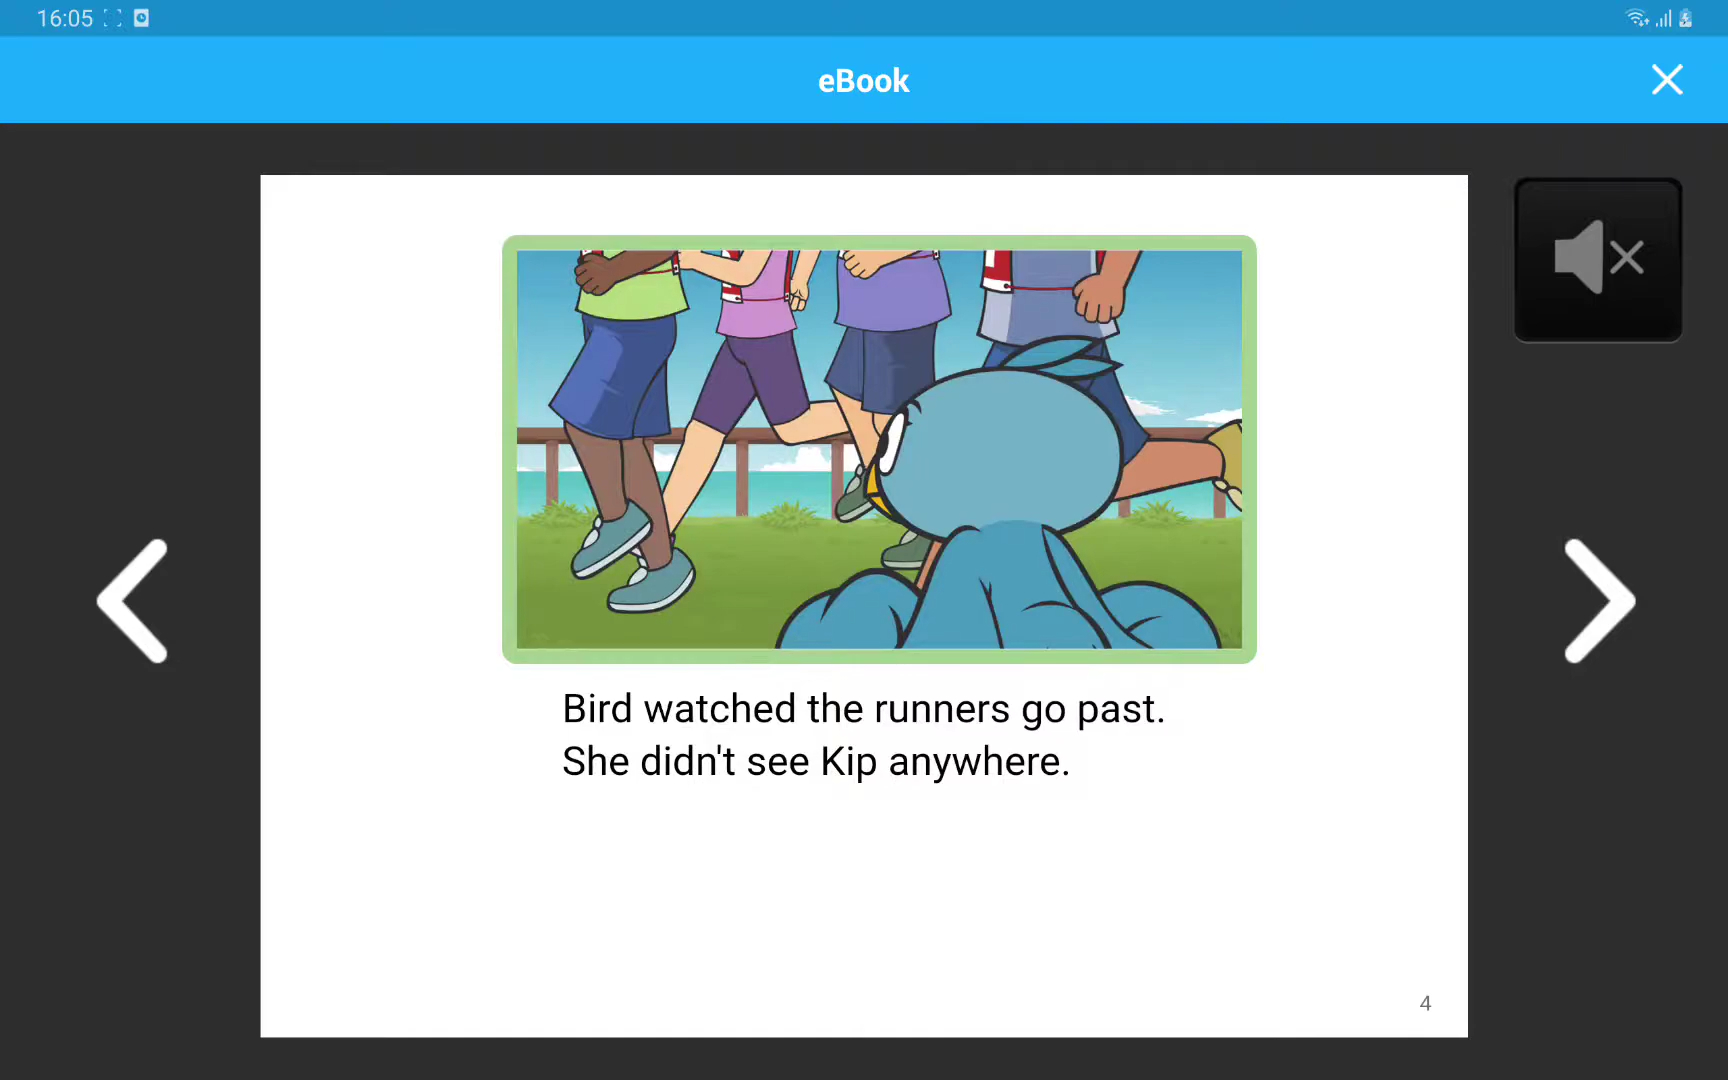 16:05
eBook
Bird watched the runners go past.
She didn't see Kip anywhere.
4